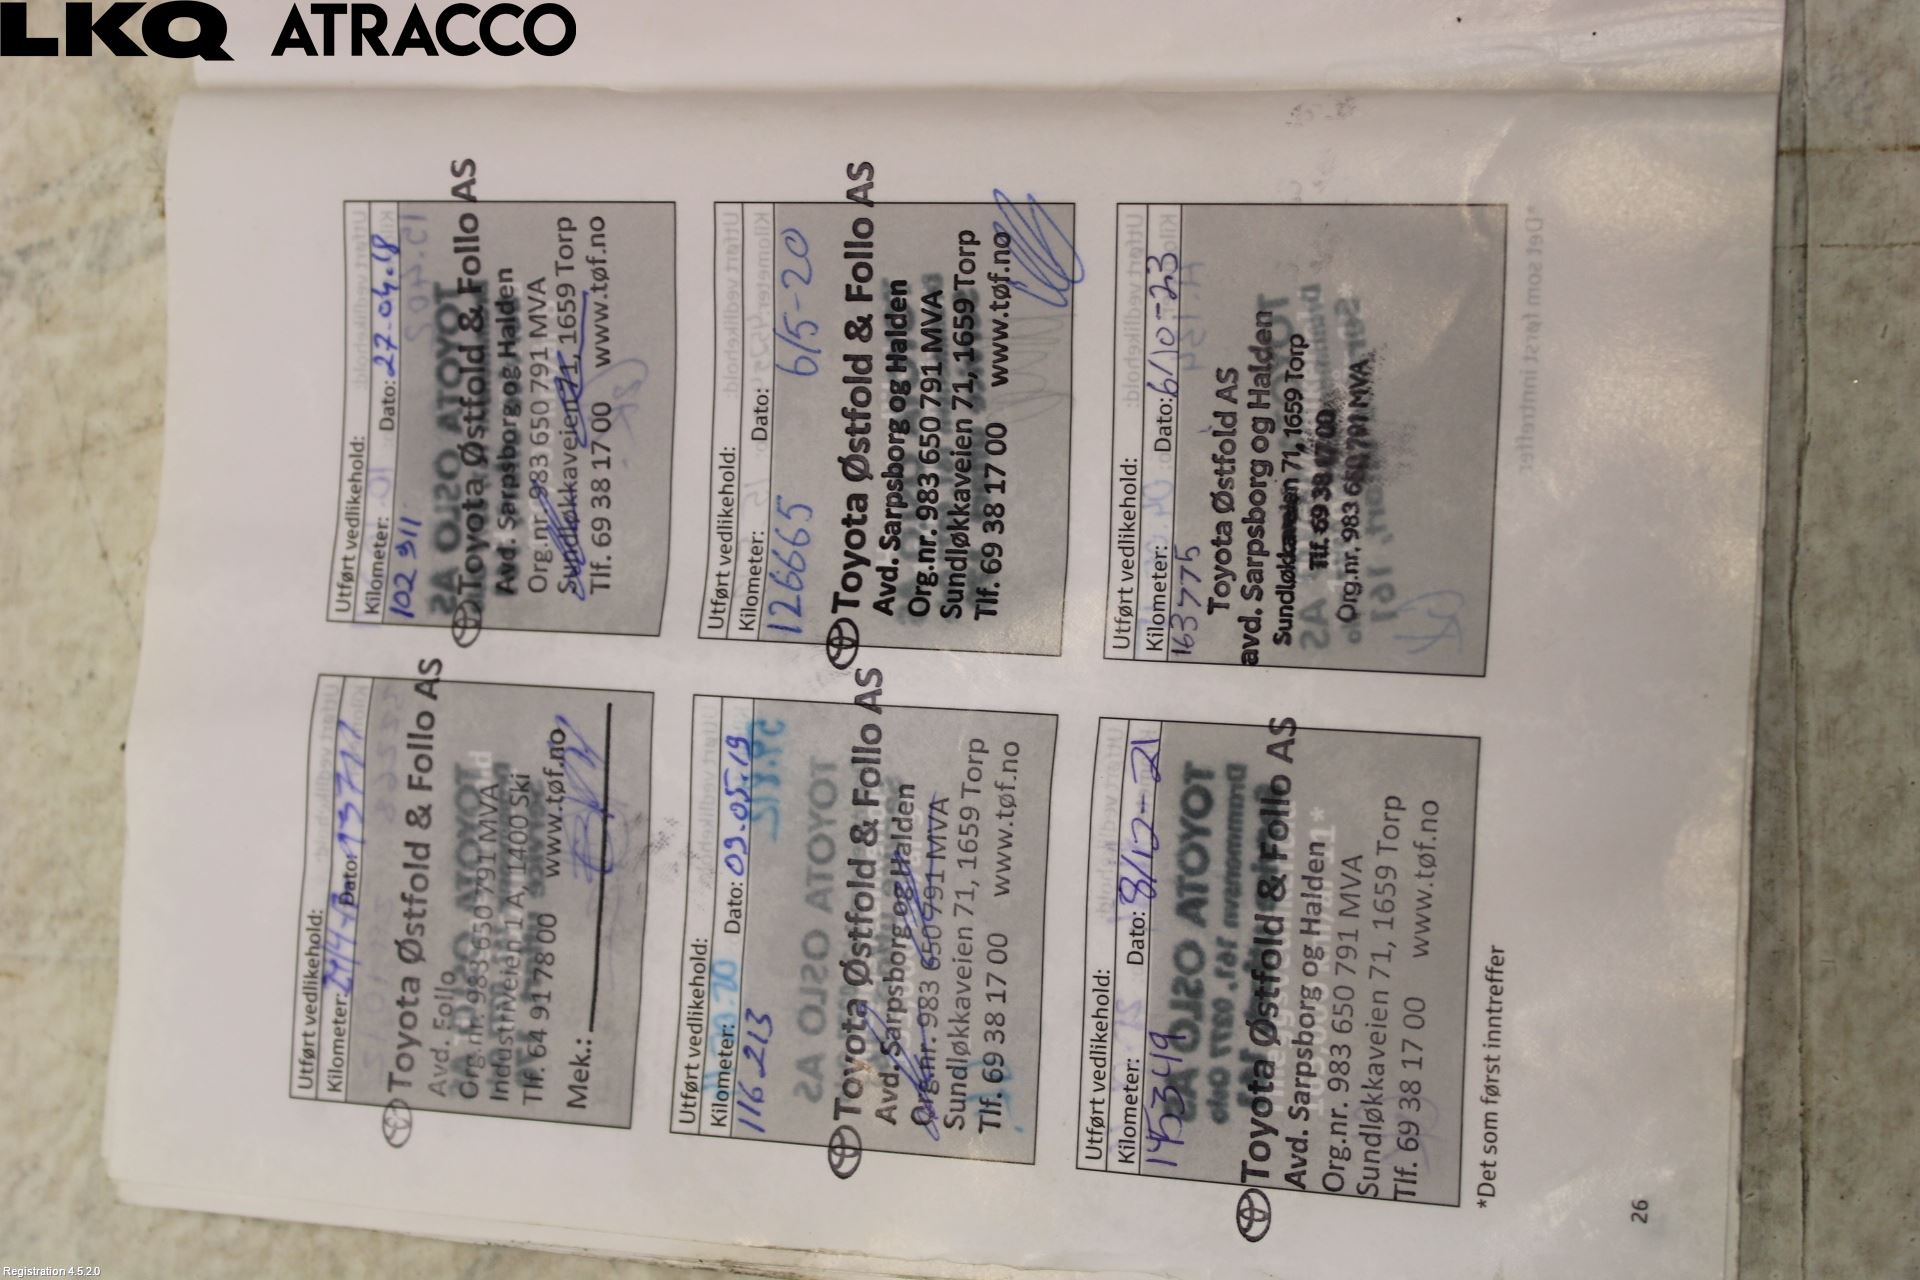 LKQ ATRACCO
Utført vedlikehold:
Kilometer: Dato:
Toyota Østfold & Follo AS
Avd. Follo
Org.nr. 983 650 791 MVA
Industriveien 1 A, 1400 Ski
Tlf. 64 91 78 00 www.tøf.no
Mek.:
Utført vedlikehold:
Kilometer: Dato: 27.04.18
102 311
Toyota Østfold & Follo AS
Avd. Sarpsborg og Halden
Org.nr. 983 650 791 MVA
Sundløkkaveien 71, 1659 Torp
Tlf. 69 38 17 00 www.tøf.no
Utført vedlikehold:
Kilometer: Dato: 09.05.19
116 213
Toyota Østfold & Follo AS
Avd. Sarpsborg og Halden
Org.nr. 983 650 791 MVA
Sundløkkaveien 71, 1659 Torp
Tlf. 69 38 17 00 www.tøf.no
Utført vedlikehold:
Kilometer: Dato:
126665 6/5-20
Toyota Østfold & Follo AS
Avd. Sarpsborg og Halden
Org.nr. 983 650 791 MVA
Sundløkkaveien 71, 1659 Torp
Tlf. 69 38 17 00 www.tøf.no
Utført vedlikehold:
Kilometer: Dato: 8/12-21
1453419
Toyota Østfold & Follo AS
Avd. Sarpsborg og Halden
Org.nr. 983 650 791 MVA
Sundløkkaveien 71, 1659 Torp
Tlf. 69 38 17 00 www.tøf.no
Utført vedlikehold:
Kilometer: Dato: 6/10-23
163775
Toyota Østfold AS
avd. Sarpsborg og Halden
Sundløkkaveien 71, 1659 Torp
Tlf. 69 38 17 00
Org.nr. 983 650 791 MVA
*Det som først inntreffer
26
Registration 4.5.2.0